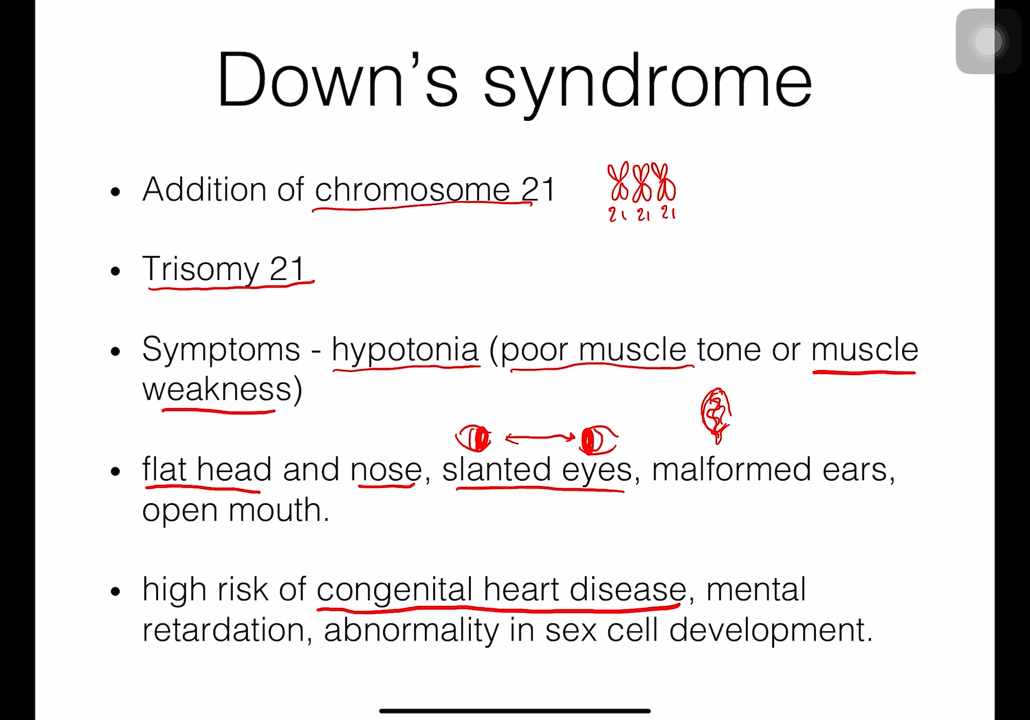 Down’s syndrome
• Addition of chromosome 21
21 21 21
• Trisomy 21
• Symptoms - hypotonia (poor muscle tone or muscle
weakness)
• flat head and nose, slanted eyes, malformed ears,
open mouth.
• high risk of congenital heart disease, mental
retardation, abnormality in sex cell development.